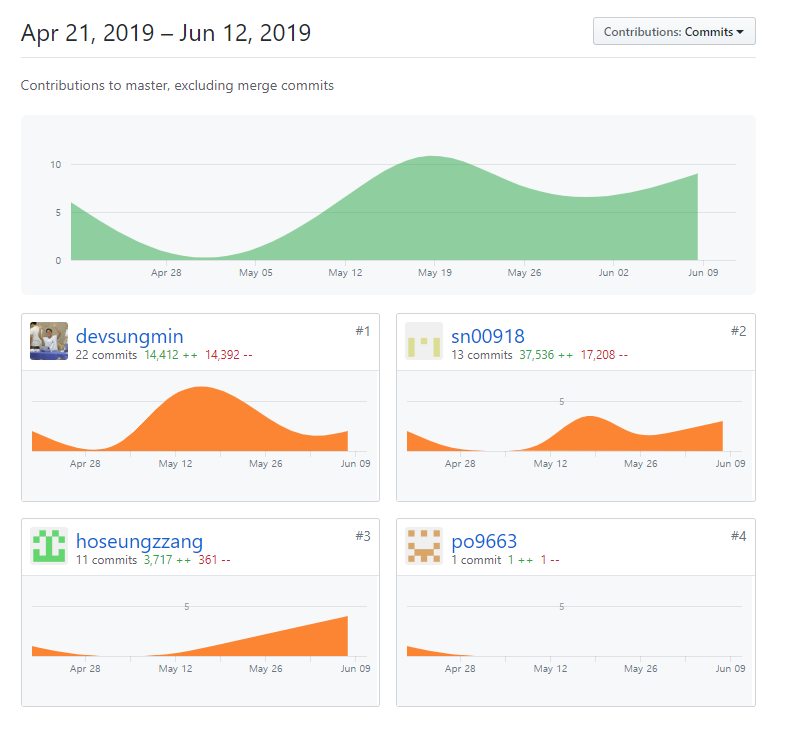 Apr 21, 2019 – Jun 12, 2019
Contributions: Commits
Contributions to master, excluding merge commits
10
5
0
Apr 28 May 05 May 12 May 19 May 26 Jun 02 Jun 09
devsungmin #1
22 commits 14,412 ++ 14,392 --
Apr 28 May 12 May 26 Jun 09
sn00918 #2
13 commits 37,536 ++ 17,208 --
5
Apr 28 May 12 May 26 Jun 09
hoseungzzang #3
11 commits 3,717 ++ 361 --
5
Apr 28 May 12 May 26 Jun 09
po9663 #4
1 commit 1 ++ 1 --
5
Apr 28 May 12 May 26 Jun 09